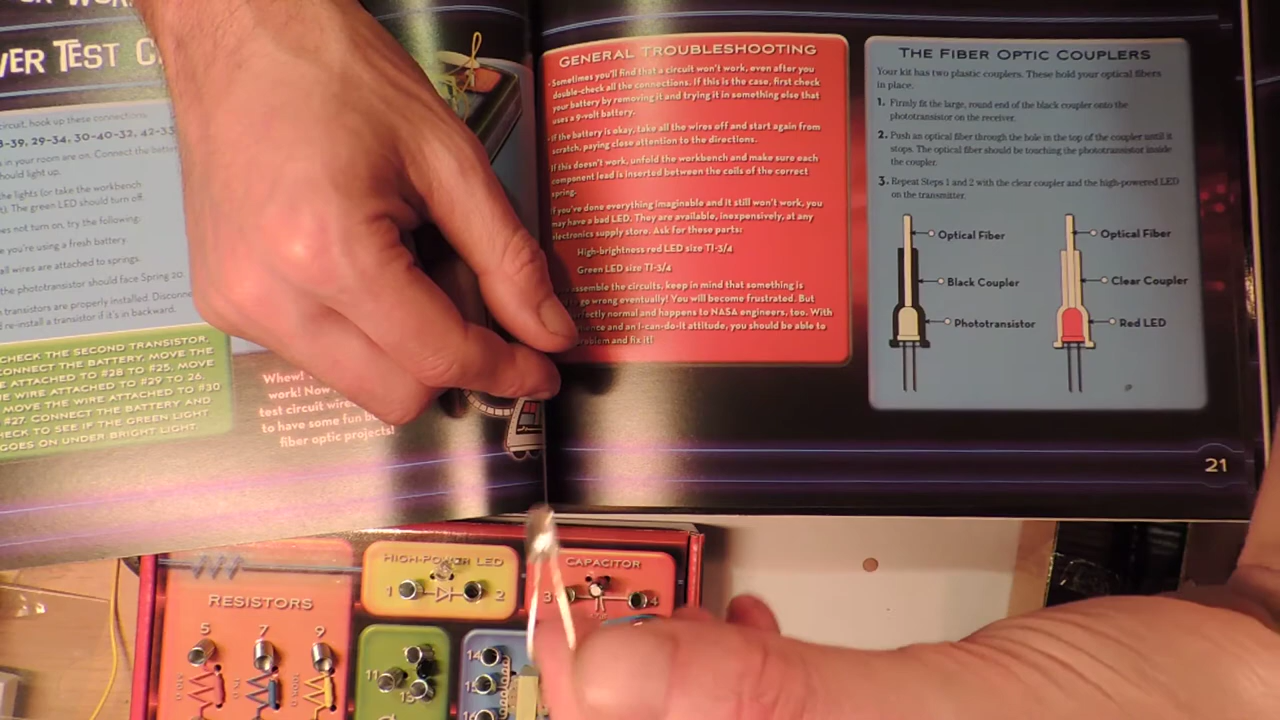 VER TEST C
circuit, hook up these connections
8-39, 29-34, 30-40-32, 42-33
s in your room are on. Connect the battery
hould light up.
the lights (or take the workbench
t). The green LED should turn off.
oes not turn on, try the following:
e you're using a fresh battery.
all wires are attached to springs.
the phototransistor should face Spring 20.
transistors are properly installed. Disconnect
d re-install a transistor if it's in backward.
CHECK THE SECOND TRANSISTOR,
CONNECT THE BATTERY, MOVE THE
E ATTACHED TO #28 TO #25, MOVE
HE WIRE ATTACHED TO #29 TO 26,
MOVE THE WIRE ATTACHED TO #30
#27. CONNECT THE BATTERY AND
HECK TO SEE IF THE GREEN LIGHT
GOES ON UNDER BRIGHT LIGHT.
Whew!
work! Now
test circuit wire
to have some fun
fiber optic projects!
GENERAL TROUBLESHOOTING
Sometimes you'll find that a circuit won't work, even after you
double-check all the connections. If this is the case, first check
your battery by removing it and trying it in something else that
uses a 9-volt battery.
If the battery is okay, take all the wires off and start again from
scratch, paying close attention to the directions.
If this doesn't work, unfold the workbench and make sure each
component lead is inserted between the coils of the correct
spring.
If you've done everything imaginable and it still won't work, you
may have a bad LED. They are available, inexpensively, at any
electronics supply store. Ask for these parts:
High-brightness red LED size T1-3/4
Green LED size T1-3/4
assemble the circuits, keep in mind that something is
go wrong eventually! You will become frustrated. But
rfectly normal and happens to NASA engineers, too. With
ience and an I-can-do-it attitude, you should be able to
roblem and fix it!
THE FIBER OPTIC COUPLERS
Your kit has two plastic couplers. These hold your optical fibers
in place.
1. Firmly fit the large, round end of the black coupler onto the
phototransistor on the receiver.
2. Push an optical fiber through the hole in the top of the coupler until it
stops. The optical fiber should be touching the phototransistor inside
the coupler.
3. Repeat Steps 1 and 2 with the clear coupler and the high-powered LED
on the transmitter.
Optical Fiber
Black Coupler
Phototransistor
Optical Fiber
Clear Coupler
Red LED
21
HIGH-POWER LED
1 2
CAPACITOR
3 4
RESISTORS
5 7 9
11
13
14